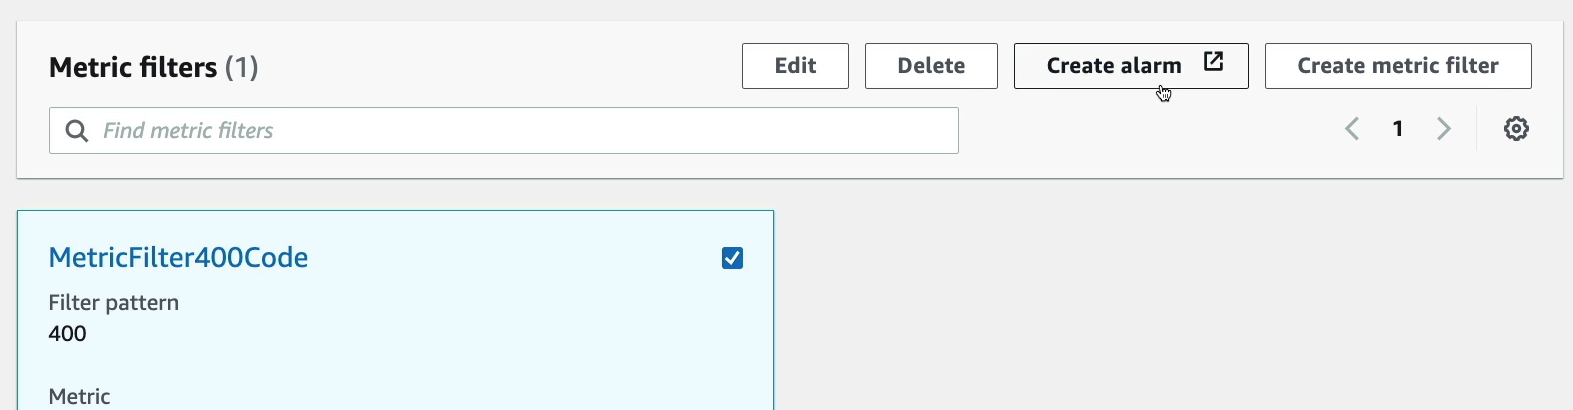 Metric filters (1)
Edit
Delete
Create alarm
Create metric filter
Find metric filters
1
MetricFilter400Code
Filter pattern
400
Metric